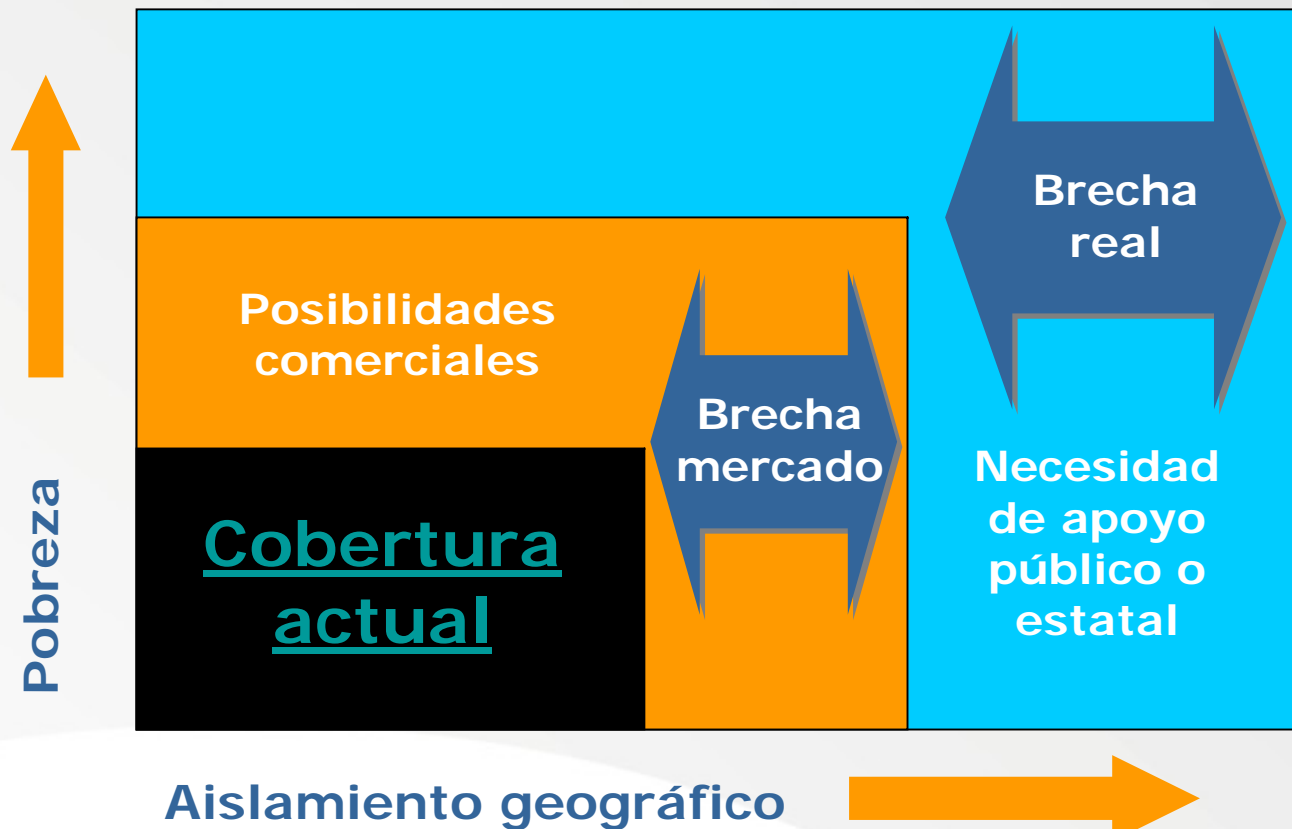 Brecha
real
Posibilidades
comerciales
Brecha
mercado
Necesidad
de apoyo
público o
estatal
Cobertura
actual
Pobreza
Aislamiento geográfico